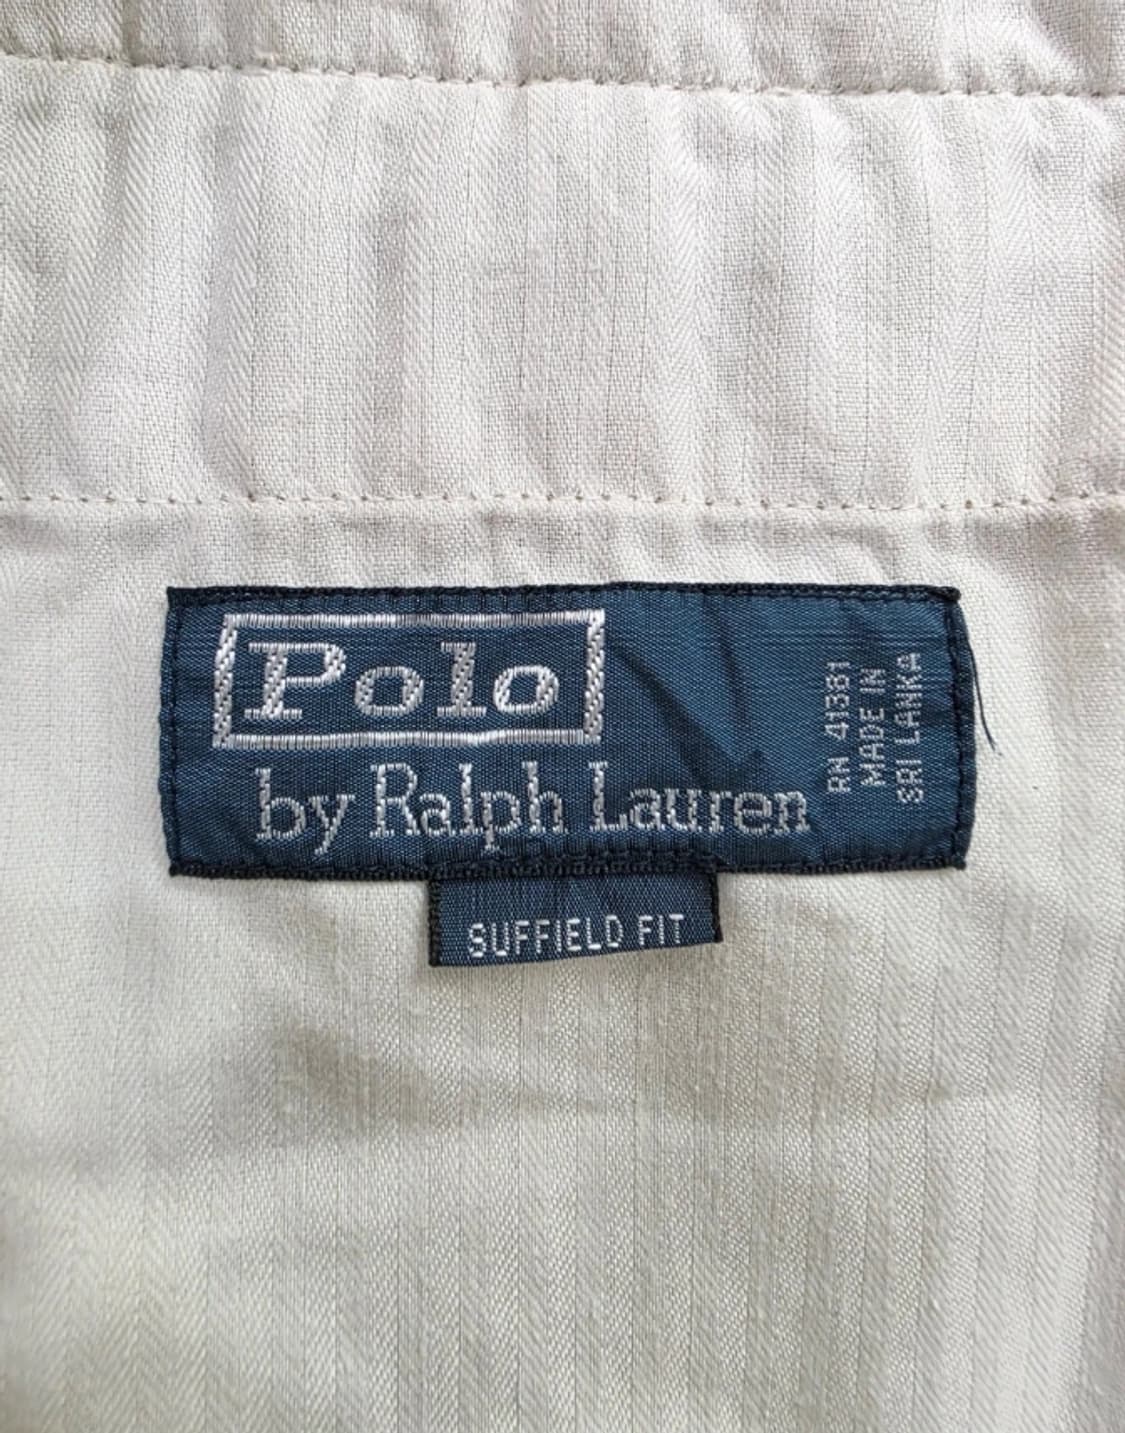 Polo
by Ralph Lauren
RN 41381
MADE IN
SRI LANKA
SUFFIELD FIT